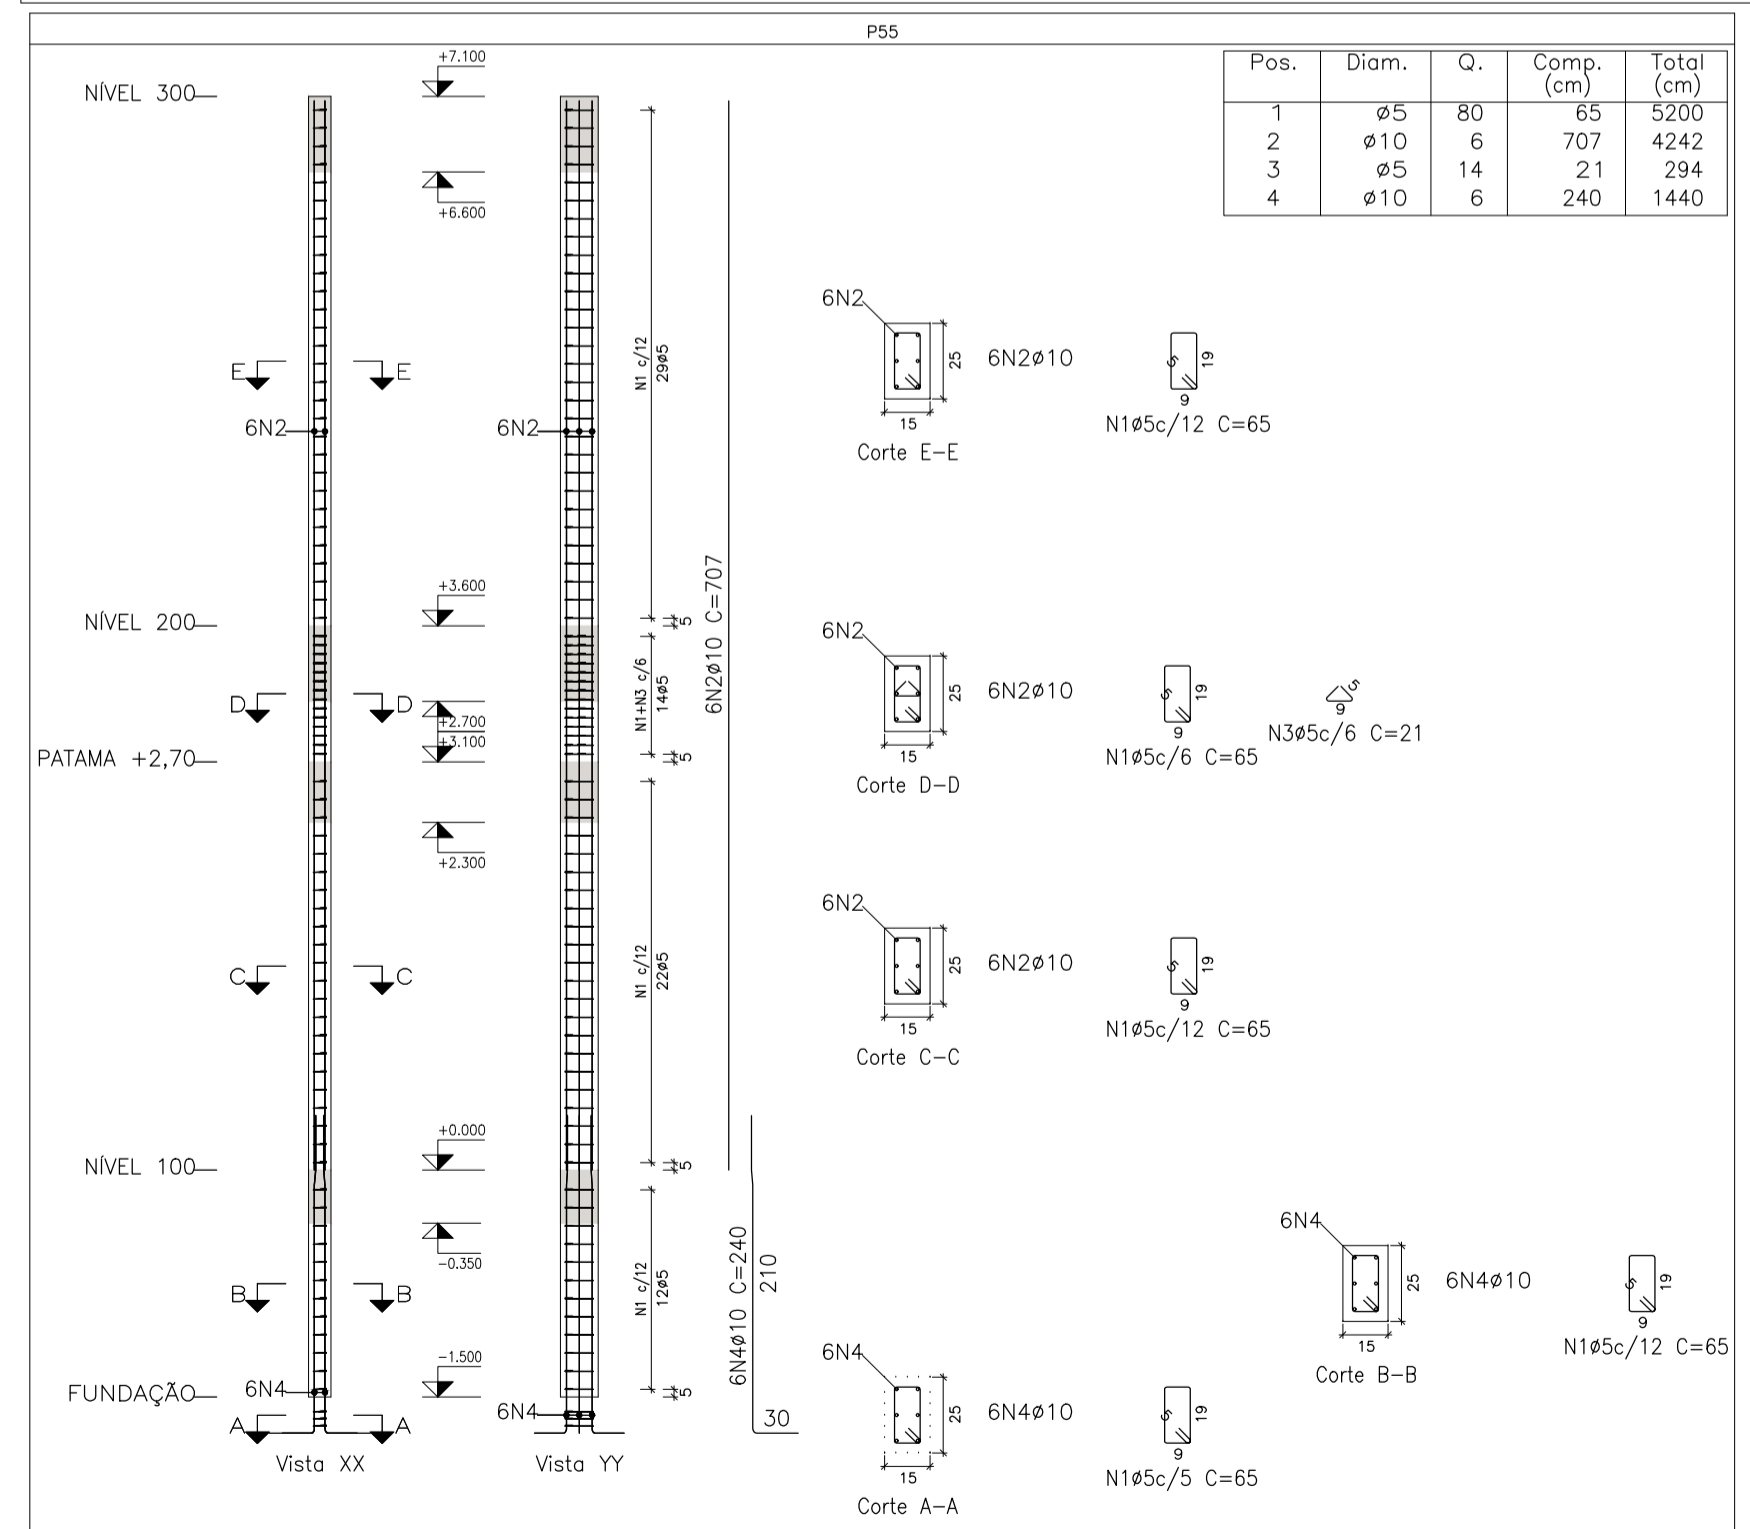 P55
Pos. Diam. Q. Comp. (cm) Total (cm)
1 ø5 80 65 5200
2 ø10 6 707 4242
3 ø5 14 21 294
4 ø10 6 240 1440
NÍVEL 300
+7.100
+6.600
E E
6N2 6N2
N1 c/12
29ø5
6N2
25
15
6N2ø10
Corte E-E
5
19
9
N1ø5c/12 C=65
NÍVEL 200
+3.600
5
6N2ø10 C=707
D D
N1+N3 c/6
14ø5
+2.700
+3.100
PATAMA +2,70
5
6N2
25
15
6N2ø10
Corte D-D
5
19
9
N1ø5c/6 C=65
5
9
N3ø5c/6 C=21
+2.300
C C
N1 c/12
22ø5
6N2
25
15
6N2ø10
Corte C-C
5
19
9
N1ø5c/12 C=65
NÍVEL 100
+0.000
5
-0.350
B B
N1 c/12
12ø5
6N4ø10 C=240
210
30
6N4
25
15
6N4ø10
Corte B-B
5
19
9
N1ø5c/12 C=65
FUNDAÇÃO
-1.500
5
6N4
6N4
A A
Vista XX
Vista YY
6N4
25
15
6N4ø10
Corte A-A
5
19
9
N1ø5c/5 C=65